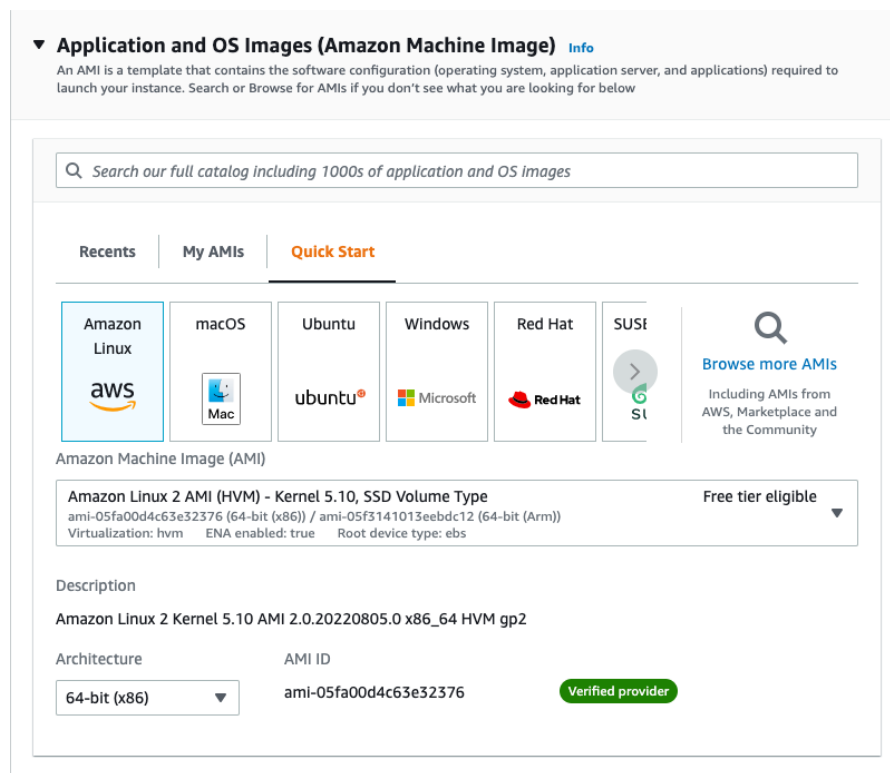 Application and OS Images (Amazon Machine Image) Info
An AMI is a template that contains the software configuration (operating system, application server, and applications) required to
launch your instance. Search or Browse for AMIs if you don't see what you are looking for below
Search our full catalog including 1000s of application and OS images
Recents
My AMIs
Quick Start
Amazon
Linux
aws
macOS
Mac
Ubuntu
ubuntu
Windows
Microsoft
Red Hat
Red Hat
SUSE
SU
Browse more AMIs
Including AMIs from
AWS, Marketplace and
the Community
Amazon Machine Image (AMI)
Amazon Linux 2 AMI (HVM) - Kernel 5.10, SSD Volume Type
Free tier eligible
ami-05fa00d4c63e32376 (64-bit (x86)) / ami-05f3141013eebdc12 (64-bit (Arm))
Virtualization: hvm ENA enabled: true Root device type: ebs
Description
Amazon Linux 2 Kernel 5.10 AMI 2.0.20220805.0 x86_64 HVM gp2
Architecture
AMI ID
64-bit (x86)
ami-05fa00d4c63e32376
Verified provider